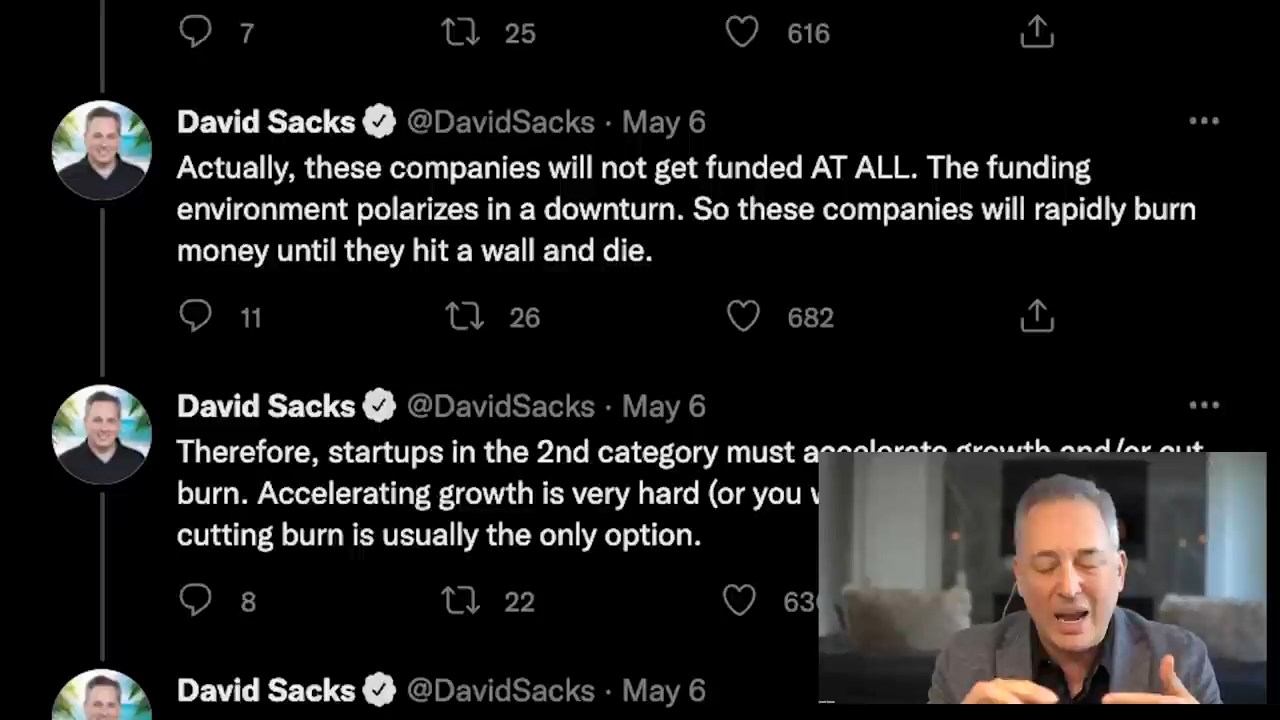 7 25 616
David Sacks @DavidSacks · May 6
Actually, these companies will not get funded AT ALL. The funding
environment polarizes in a downturn. So these companies will rapidly burn
money until they hit a wall and die.
11 26 682
David Sacks @DavidSacks · May 6
Therefore, startups in the 2nd category must accelerate growth and/or cut
burn. Accelerating growth is very hard (or you
cutting burn is usually the only option.
8 22
David Sacks @DavidSacks · May 6